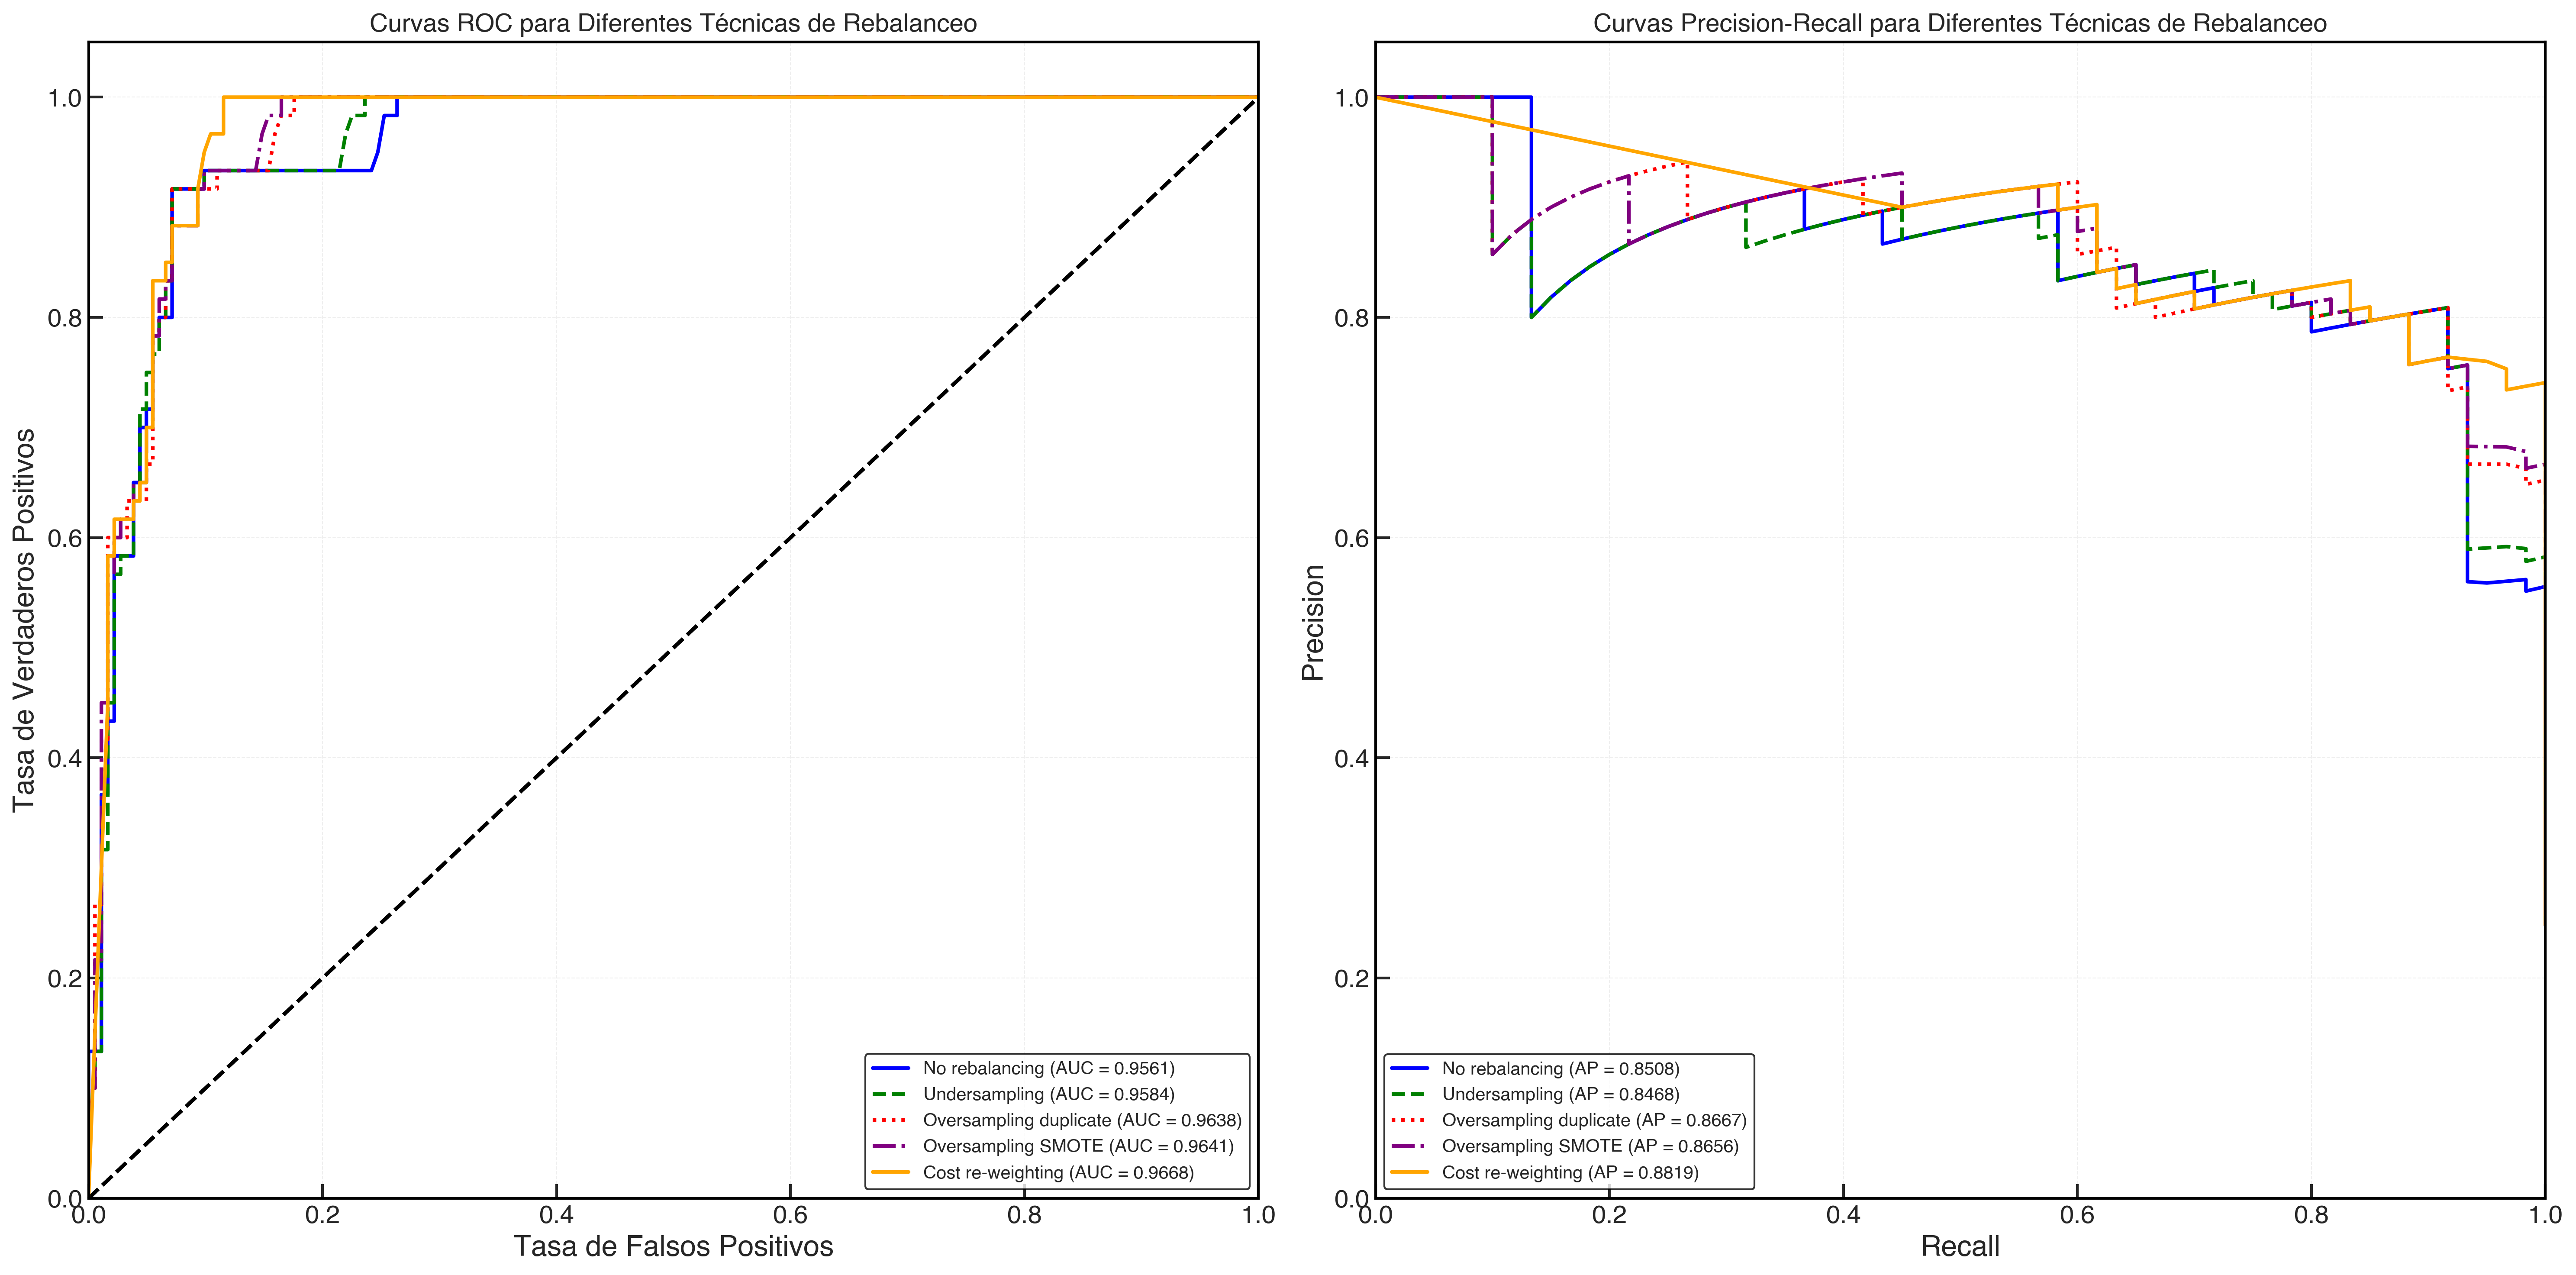 Curvas ROC para Diferentes Técnicas de Rebalanceo
1.0
0.8
0.6
0.4
0.2
0.0
Tasa de Verdaderos Positivos
No rebalancing (AUC = 0.9561)
Undersampling (AUC = 0.9584)
Oversampling duplicate (AUC = 0.9638)
Oversampling SMOTE (AUC = 0.9641)
Cost re-weighting (AUC = 0.9668)
0.0 0.2 0.4 0.6 0.8 1.0
Tasa de Falsos Positivos
Curvas Precision-Recall para Diferentes Técnicas de Rebalanceo
1.0
0.8
0.6
0.4
0.2
0.0
Precision
No rebalancing (AP = 0.8508)
Undersampling (AP = 0.8468)
Oversampling duplicate (AP = 0.8667)
Oversampling SMOTE (AP = 0.8656)
Cost re-weighting (AP = 0.8819)
0.0 0.2 0.4 0.6 0.8 1.0
Recall